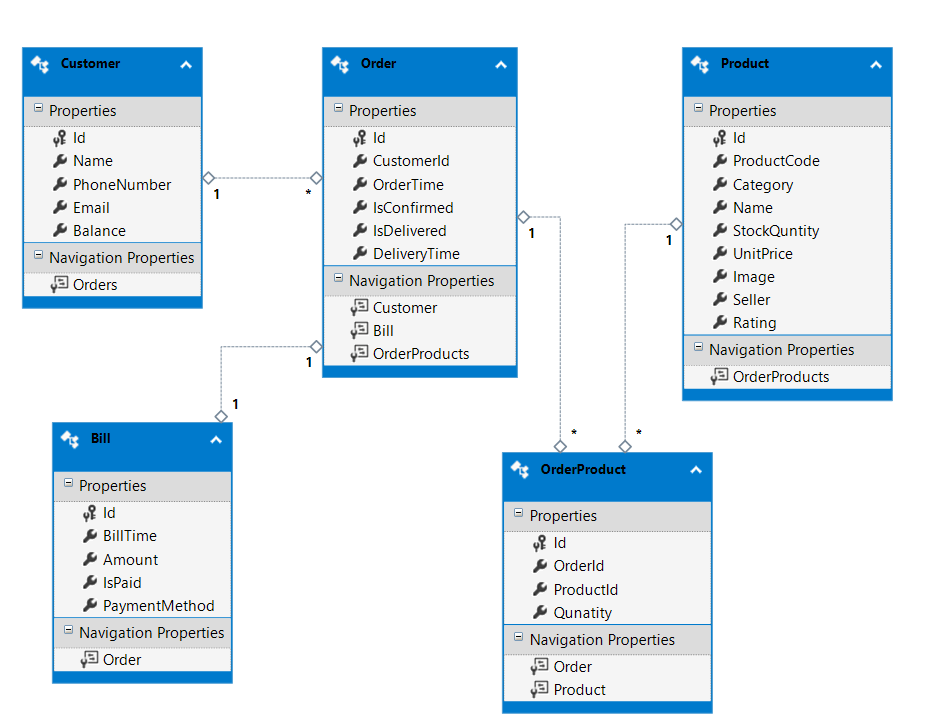 Customer
Properties
Id
Name
PhoneNumber
Email
Balance
Navigation Properties
Orders
1
*
Order
Properties
Id
CustomerId
OrderTime
IsConfirmed
IsDelivered
DeliveryTime
Navigation Properties
Customer
Bill
OrderProducts
1
1
Product
Properties
Id
ProductCode
Category
Name
StockQuntity
UnitPrice
Image
Seller
Rating
Navigation Properties
OrderProducts
1
1
Bill
Properties
Id
BillTime
Amount
IsPaid
PaymentMethod
Navigation Properties
Order
*
*
OrderProduct
Properties
Id
OrderId
ProductId
Qunatity
Navigation Properties
Order
Product